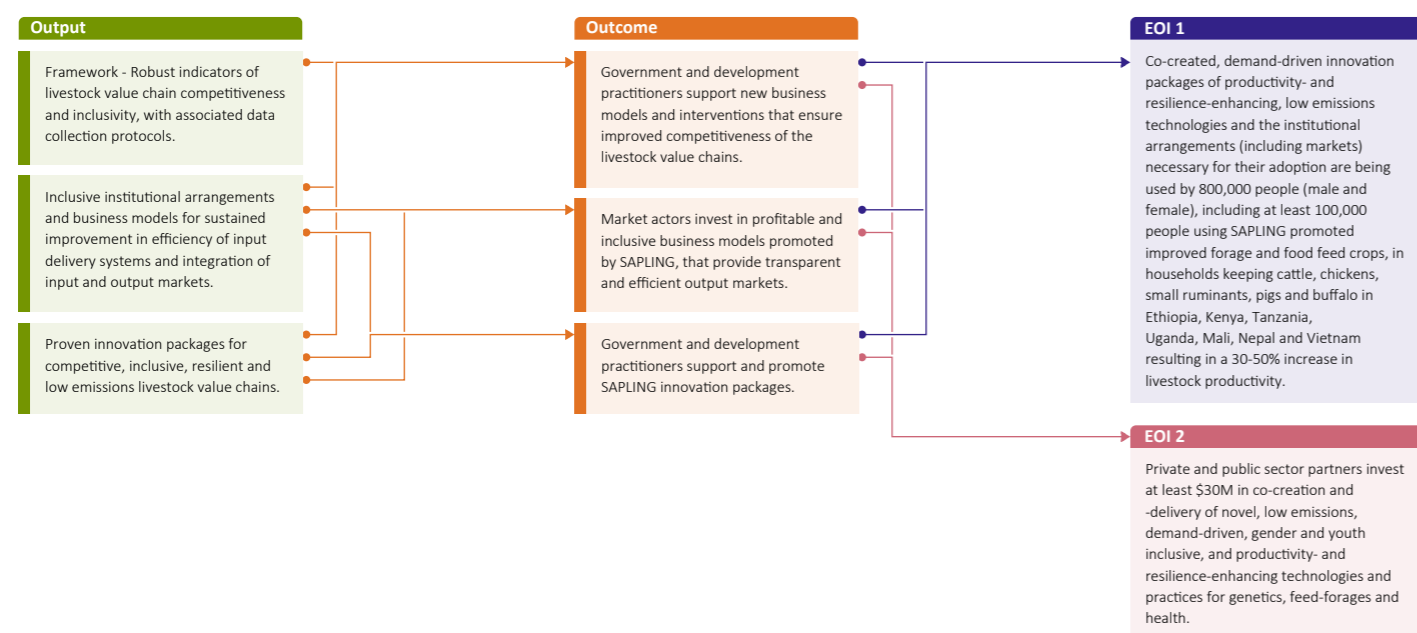 Output
Framework - Robust indicators of
livestock value chain competitiveness
and inclusivity, with associated data
collection protocols.
Inclusive institutional arrangements
and business models for sustained
improvement in efficiency of input
delivery systems and integration of
input and output markets.
Proven innovation packages for
competitive, inclusive, resilient and
low emissions livestock value chains.
Outcome
Government and development
practitioners support new business
models and interventions that ensure
improved competitiveness of the
livestock value chains.
Market actors invest in profitable and
inclusive business models promoted
by SAPLING, that provide transparent
and efficient output markets.
Government and development
practitioners support and promote
SAPLING innovation packages.
EOI 1
Co-created, demand-driven innovation
packages of productivity- and
resilience-enhancing, low emissions
technologies and the institutional
arrangements (including markets)
necessary for their adoption are being
used by 800,000 people (male and
female), including at least 100,000
people using SAPLING promoted
improved forage and food feed crops, in
households keeping cattle, chickens,
small ruminants, pigs and buffalo in
Ethiopia, Kenya, Tanzania,
Uganda, Mali, Nepal and Vietnam
resulting in a 30-50% increase in
livestock productivity.
EOI 2
Private and public sector partners invest
at least $30M in co-creation and
-delivery of novel, low emissions,
demand-driven, gender and youth
inclusive, and productivity- and
resilience-enhancing technologies and
practices for genetics, feed-forages and
health.